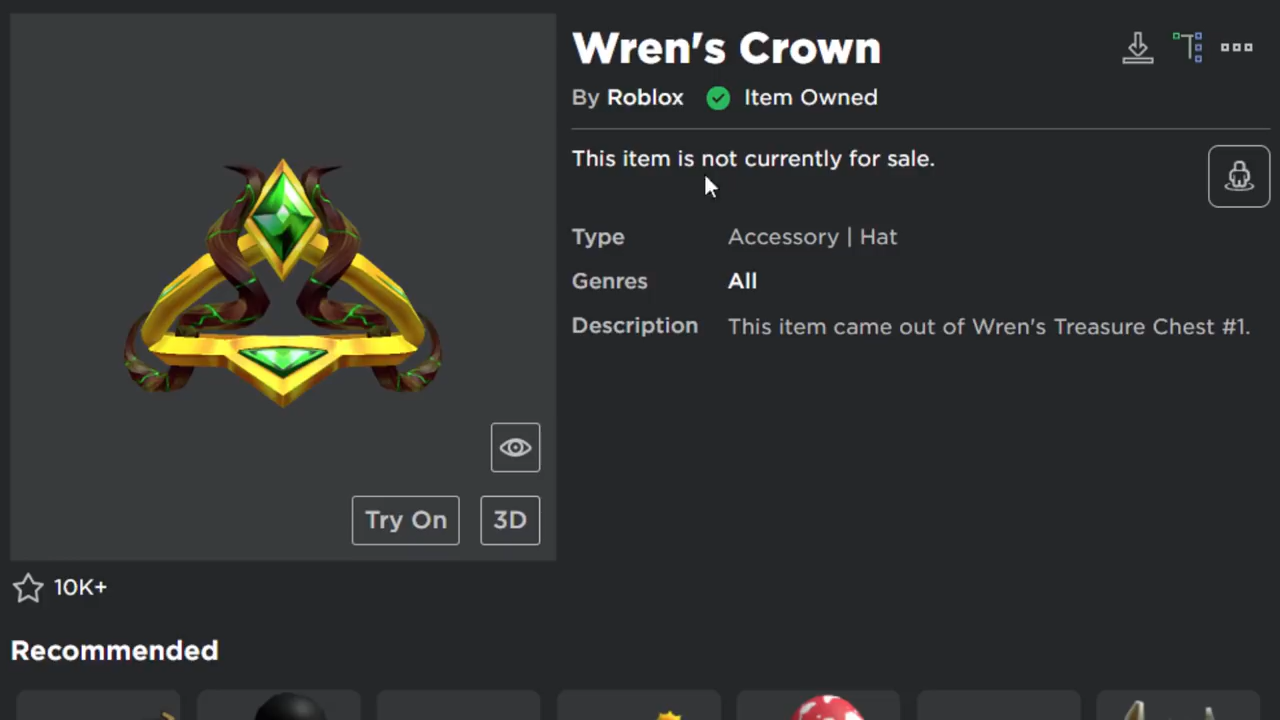 Wren's Crown
By Roblox Item Owned
This item is not currently for sale.
Type Accessory | Hat
Genres All
Description This item came out of Wren's Treasure Chest #1.
Try On 3D
10K+
Recommended